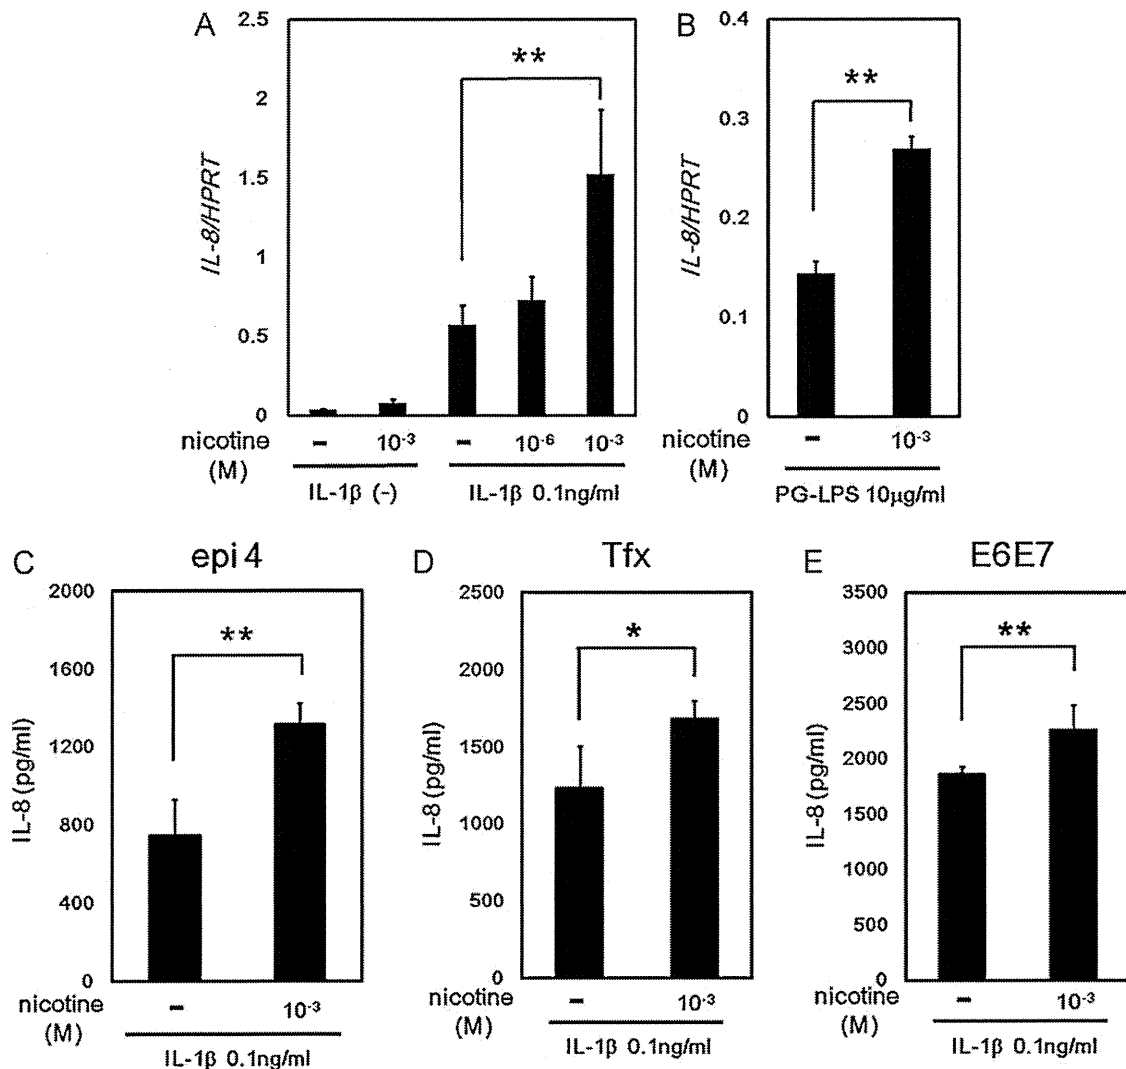 A
B
2.5
2
1.5
1
0.5
0
IL-8/HPRT
**
nicotine - 10⁻³ - 10⁻⁶ 10⁻³
(M)
IL-1β (-) IL-1β 0.1ng/ml
0.4
0.3
0.2
0.1
0
IL-8/HPRT
**
nicotine - 10⁻³
(M)
PG-LPS 10μg/ml
C
epi 4
2000
1600
1200
800
400
0
IL-8 (pg/ml)
**
nicotine - 10⁻³
(M)
IL-1β 0.1ng/ml
D
Tfx
2500
2000
1500
1000
500
0
IL-8 (pg/ml)
*
nicotine - 10⁻³
(M)
IL-1β 0.1ng/ml
E
E6E7
3500
3000
2500
2000
1500
1000
500
0
IL-8 (pg/ml)
**
nicotine - 10⁻³
(M)
IL-1β 0.1ng/ml